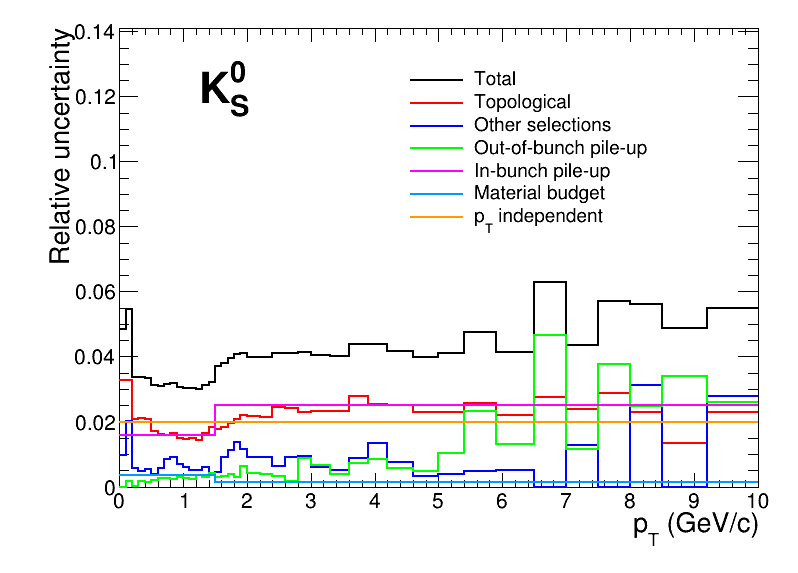 Relative uncertainty
0.14
0.12
0.1
0.08
0.06
0.04
0.02
0
K⁰_S
Total
Topological
Other selections
Out-of-bunch pile-up
In-bunch pile-up
Material budget
p_T independent
0 1 2 3 4 5 6 7 8 9 10
p_T (GeV/c)